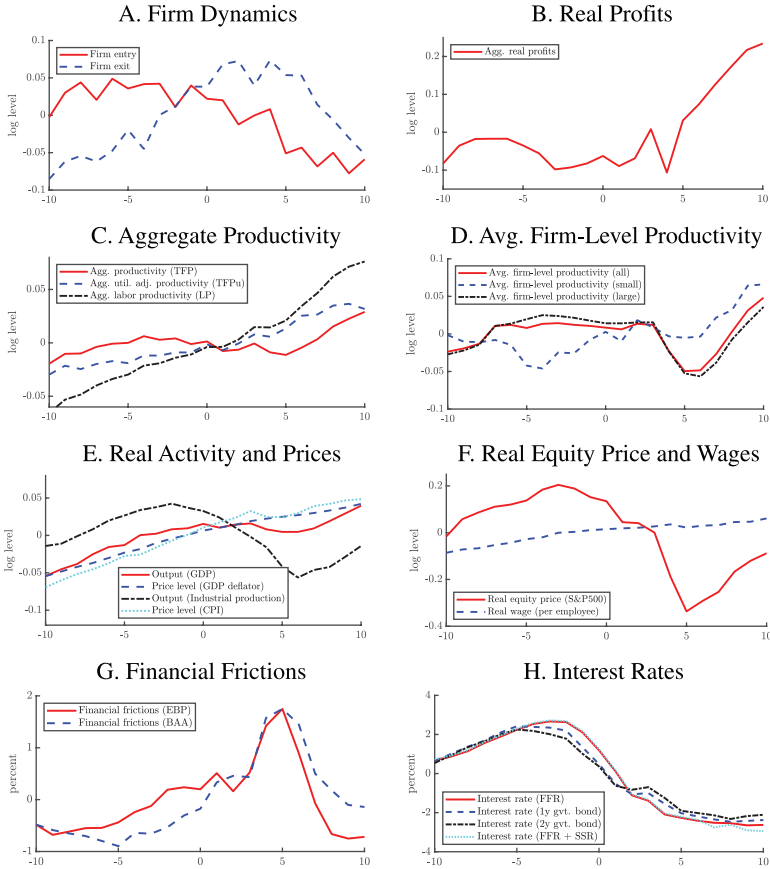 A. Firm Dynamics
0.1
0.05
0
-0.05
-0.1
log level
Firm entry
Firm exit
-10
-5
0
5
10
B. Real Profits
0.2
0.1
0
-0.1
log level
Agg. real profits
-10
-5
0
5
10
C. Aggregate Productivity
0.05
0
-0.05
log level
Agg. productivity (TFP)
Agg. util. adj. productivity (TFPu)
Agg. labor productivity (LP)
-10
-5
0
5
10
D. Avg. Firm-Level Productivity
0.1
0.05
0
-0.05
-0.1
log level
Avg. firm-level productivity (all)
Avg. firm-level productivity (small)
Avg. firm-level productivity (large)
-10
-5
0
5
10
E. Real Activity and Prices
0.05
0
-0.05
-0.1
log level
Output (GDP)
Price level (GDP deflator)
Output (Industrial production)
Price level (CPI)
-10
-5
0
5
10
F. Real Equity Price and Wages
0.2
0
-0.2
-0.4
log level
Real equity price (S&P500)
Real wage (per employee)
-10
-5
0
5
10
G. Financial Frictions
2
1
0
-1
percent
Financial frictions (EBP)
Financial frictions (BAA)
-10
-5
0
5
10
H. Interest Rates
4
2
0
-2
-4
percent
Interest rate (FFR)
Interest rate (1y gvt. bond)
Interest rate (2y gvt. bond)
Interest rate (FFR + SSR)
-10
-5
0
5
10